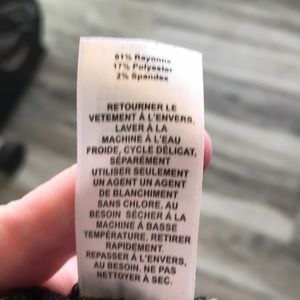 81% Rayonne
17% Polyester
2% Spandex
RETOURNER LE
VETEMENT À L'ENVERS,
LAVER À LA
MACHINE À L'EAU
FROIDE, CYCLE DÉLICAT,
SÉPARÉMENT
UTILISER SEULEMENT
UN AGENT UN AGENT
DE BLANCHIMENT
SANS CHLORE, AU
BESOIN SÉCHER À LA
MACHINE À BASSE
TEMPÉRATURE, RETIRER
RAPIDEMENT.
REPASSER À L'ENVERS,
AU BESOIN. NE PAS
NETTOYER À SEC.